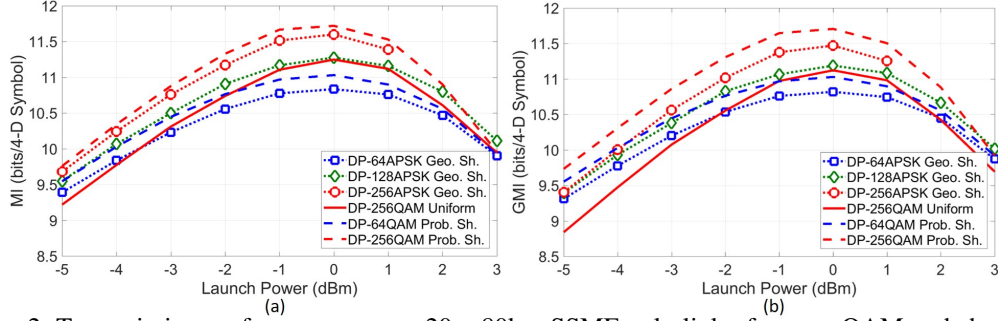 12
11.5
11
10.5
10
9.5
9
8.5
MI (bits/4-D Symbol)
-5 -4 -3 -2 -1 0 1 2 3
Launch Power (dBm)
DP-64APSK Geo. Sh.
DP-128APSK Geo. Sh.
DP-256APSK Geo. Sh.
DP-256QAM Uniform
DP-64QAM Prob. Sh.
DP-256QAM Prob. Sh.
(a)
12
11.5
11
10.5
10
9.5
9
8.5
GMI (bits/4-D Symbol)
-5 -4 -3 -2 -1 0 1 2 3
Launch Power (dBm)
DP-64APSK Geo. Sh.
DP-128APSK Geo. Sh.
DP-256APSK Geo. Sh.
DP-256QAM Uniform
DP-64QAM Prob. Sh.
DP-256QAM Prob. Sh.
(b)